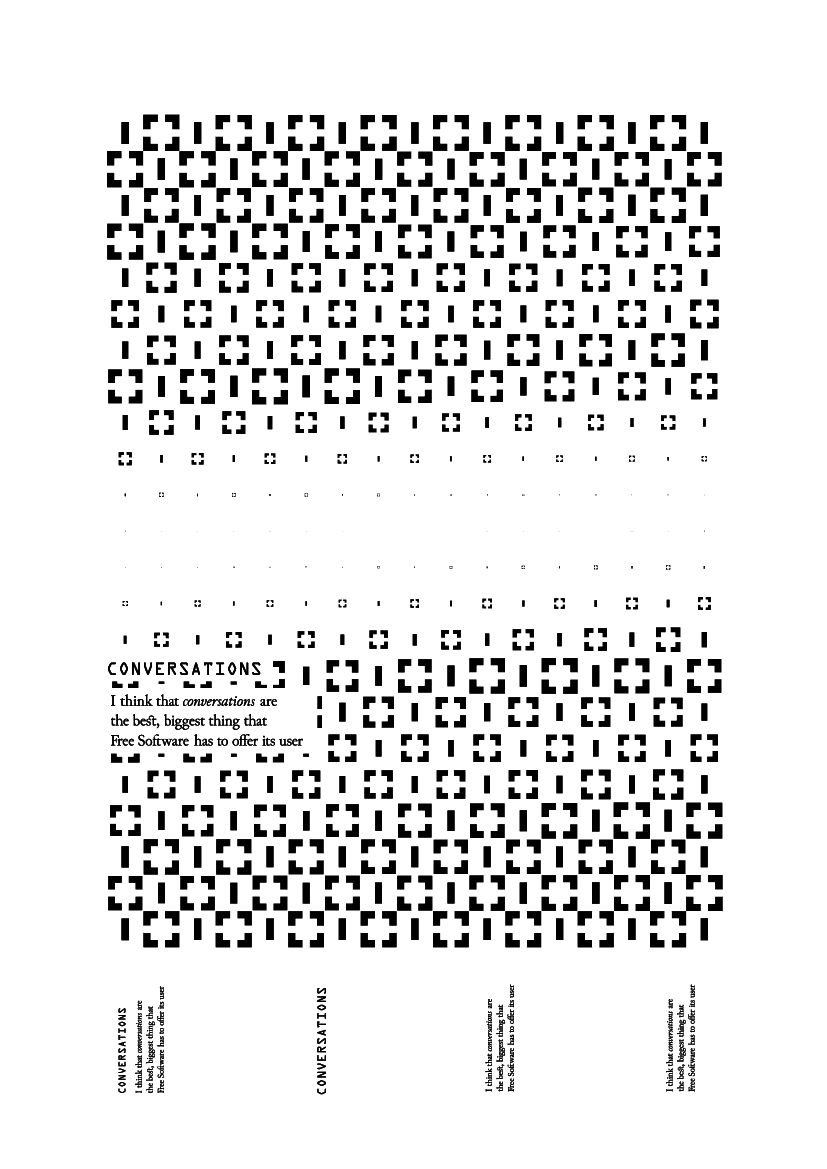 CONVERSATIONS
I think that conversations are
the best, biggest thing that
Free Software has to offer its user
CONVERSATIONS
I think that conversations are
the best, biggest thing that
Free Software has to offer its user
CONVERSATIONS
I think that conversations are
the best, biggest thing that
Free Software has to offer its user
I think that conversations are
the best, biggest thing that
Free Software has to offer its user